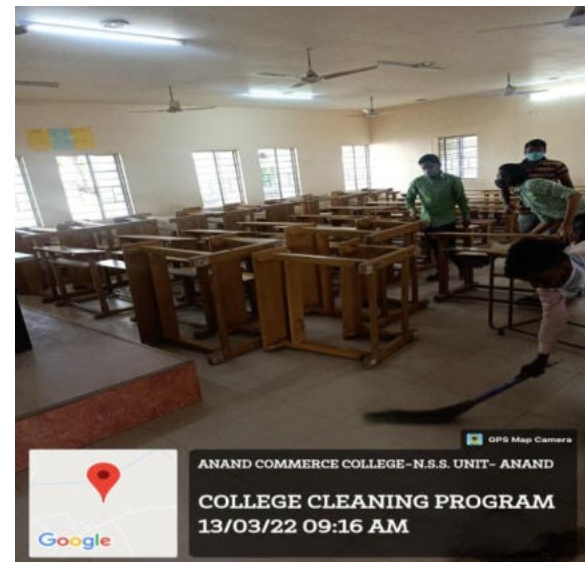 GPS Map Camera
ANAND COMMERCE COLLEGE-N.S.S. UNIT- ANAND
COLLEGE CLEANING PROGRAM
13/03/22 09:16 AM
Google